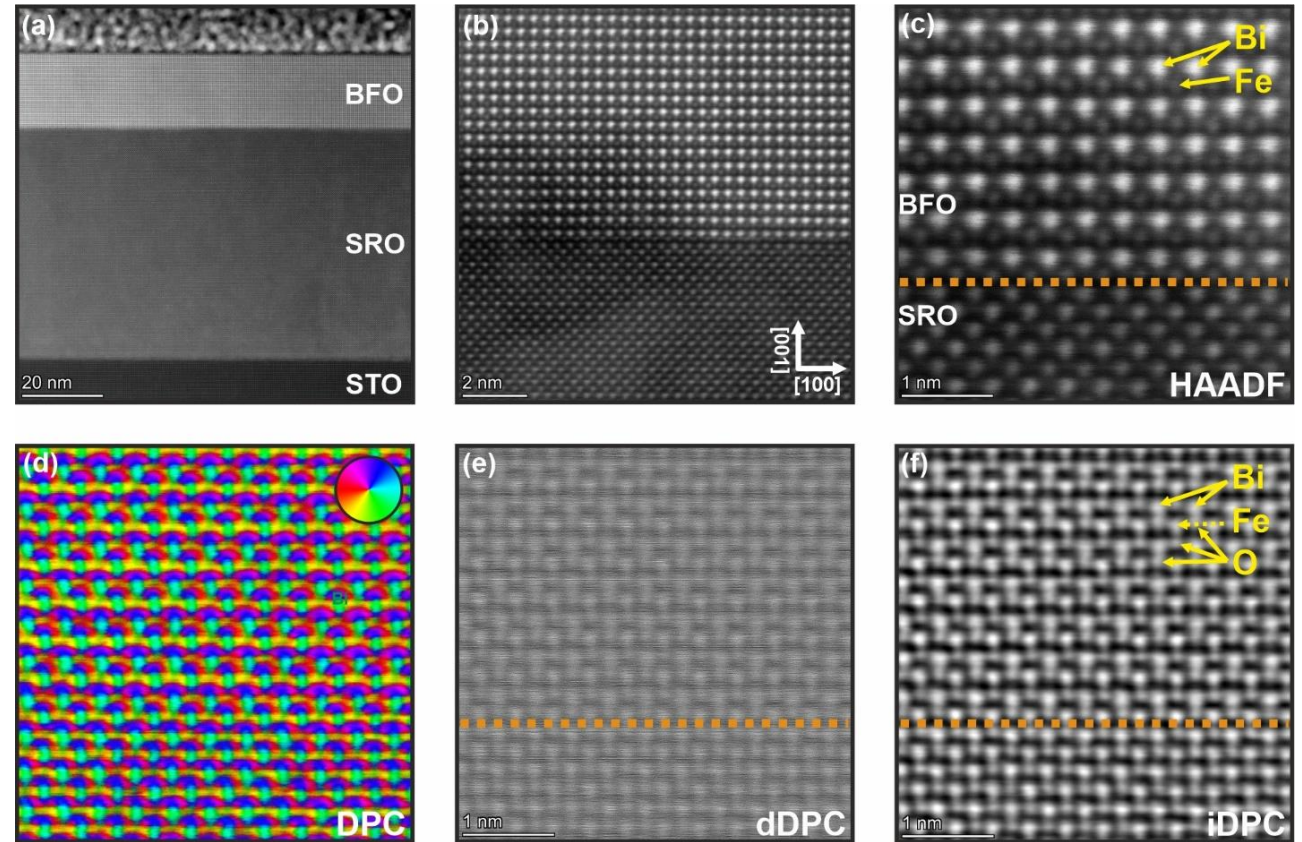 (a)
BFO
SRO
20 nm
STO
(b)
[001]
[100]
2 nm
(c)
Bi
Fe
BFO
SRO
1 nm
HAADF
(d)
Bi
DPC
(e)
1 nm
dDPC
(f)
Bi
Fe
O
1 nm
iDPC